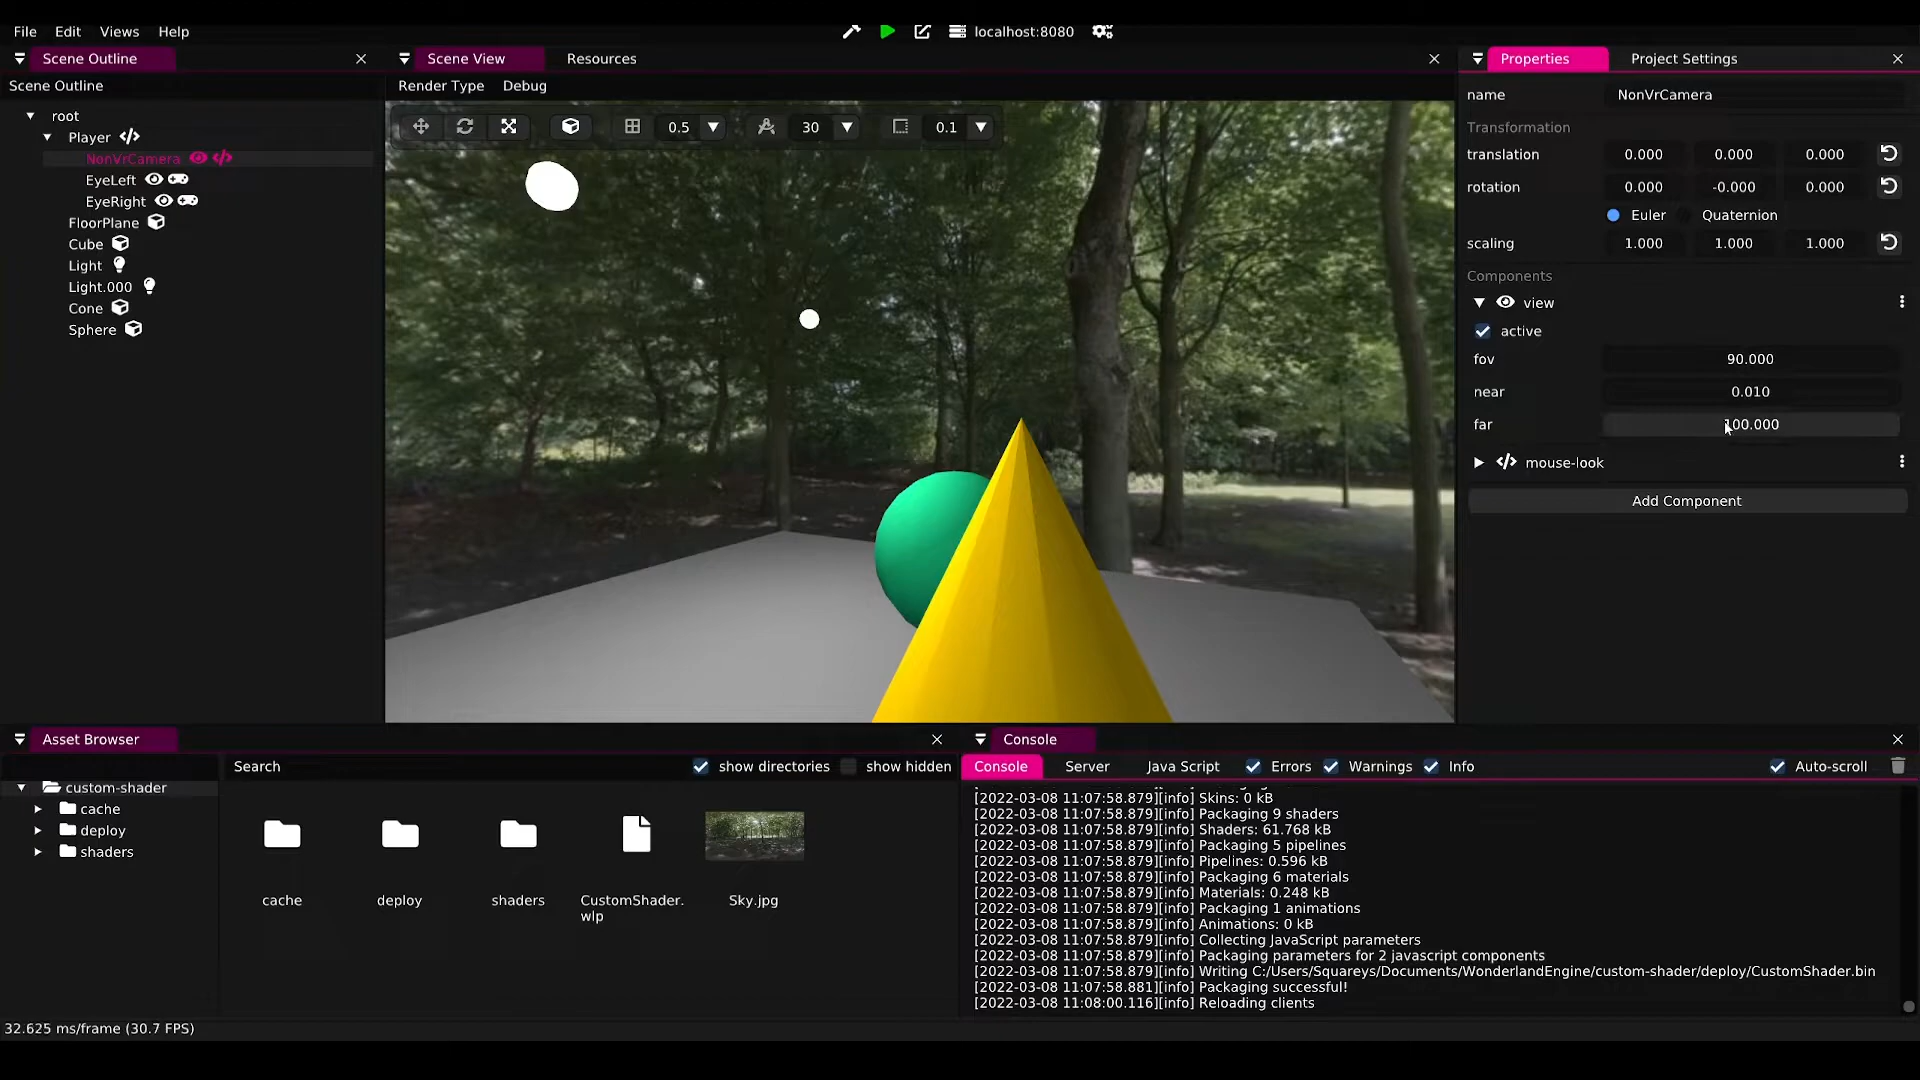 File Edit Views Help
localhost:8080
Scene Outline
Scene View Resources
Properties Project Settings
Scene Outline
root
Player
NonVrCamera
EyeLeft
EyeRight
FloorPlane
Cube
Light
Light.000
Cone
Sphere
Render Type Debug
0.5 30 0.1
name NonVrCamera
Transformation
translation 0.000 0.000 0.000
rotation 0.000 -0.000 0.000
Euler Quaternion
scaling 1.000 1.000 1.000
Components
view
active
fov 90.000
near 0.010
far 100.000
mouse-look
Add Component
Asset Browser
Search show directories show hidden
custom-shader
cache
deploy
shaders
cache
deploy
shaders
CustomShader.
wlp
Sky.jpg
Console
Console Server Java Script Errors Warnings Info Auto-scroll
[2022-03-08 11:07:58.879][info] Skins: 0 kB
[2022-03-08 11:07:58.879][info] Packaging 9 shaders
[2022-03-08 11:07:58.879][info] Shaders: 61.768 kB
[2022-03-08 11:07:58.879][info] Packaging 5 pipelines
[2022-03-08 11:07:58.879][info] Pipelines: 0.596 kB
[2022-03-08 11:07:58.879][info] Packaging 6 materials
[2022-03-08 11:07:58.879][info] Materials: 0.248 kB
[2022-03-08 11:07:58.879][info] Packaging 1 animations
[2022-03-08 11:07:58.879][info] Animations: 0 kB
[2022-03-08 11:07:58.879][info] Collecting JavaScript parameters
[2022-03-08 11:07:58.879][info] Packaging parameters for 2 javascript components
[2022-03-08 11:07:58.879][info] Writing C:/Users/Squareys/Documents/WonderlandEngine/custom-shader/deploy/CustomShader.bin
[2022-03-08 11:07:58.881][info] Packaging successful!
[2022-03-08 11:08:00.116][info] Reloading clients
32.625 ms/frame (30.7 FPS)